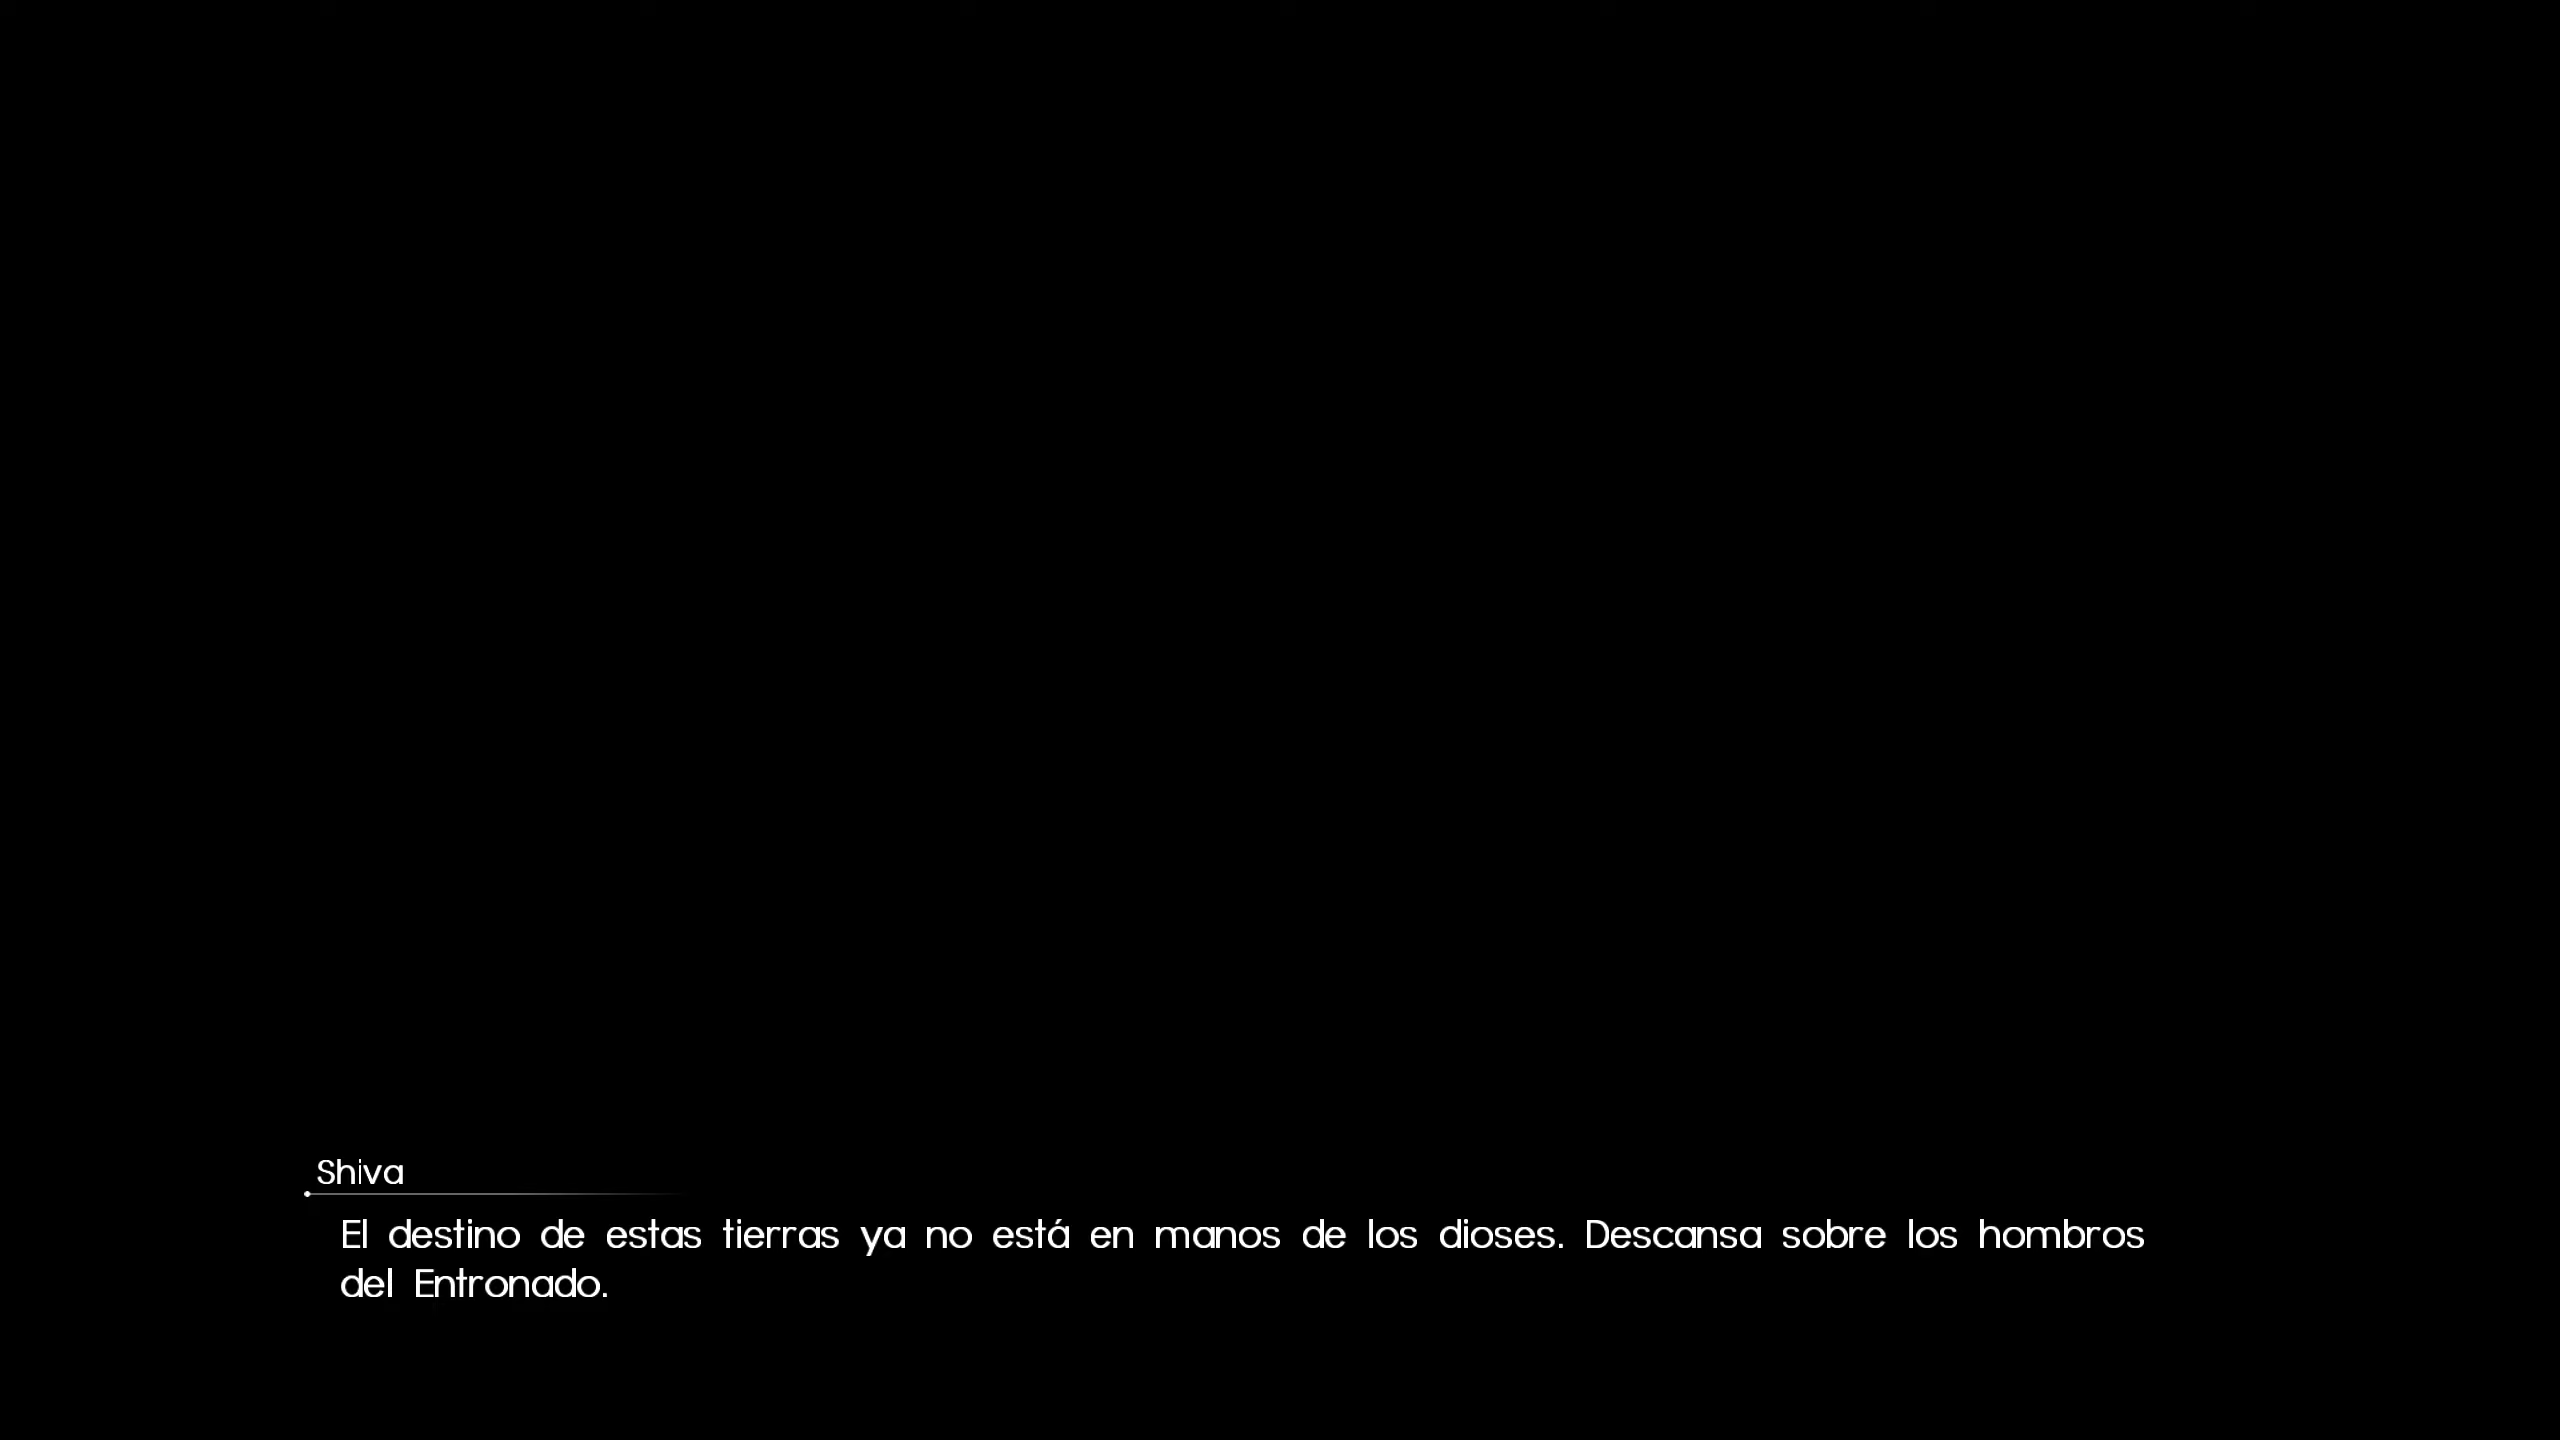 Shiva
El destino de estas tierras ya no está en manos de los dioses. Descansa sobre los hombros
del Entronado.